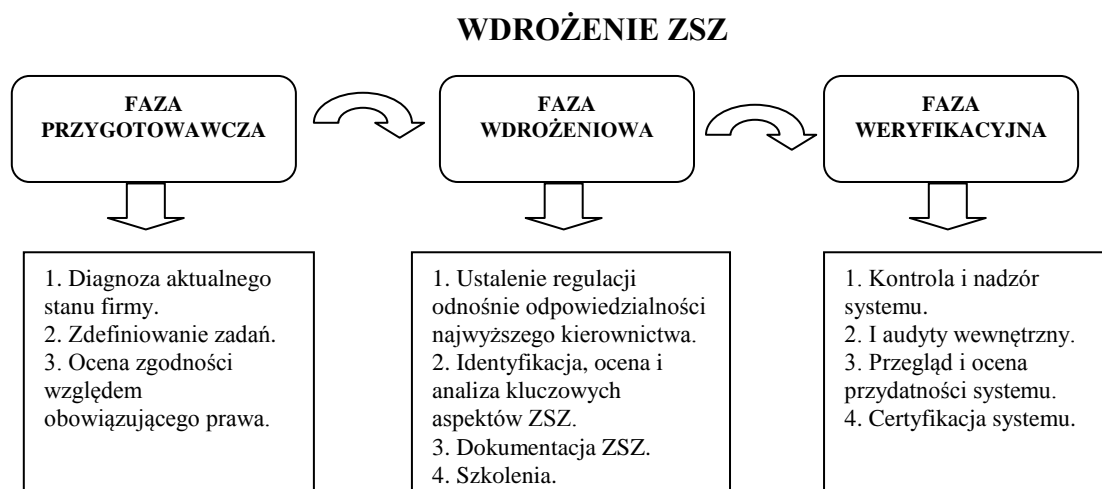 WDROŻENIE ZSZ
FAZA
PRZYGOTOWAWCZA
FAZA
WDROŻENIOWA
FAZA
WERYFIKACYJNA
1. Diagnoza aktualnego
stanu firmy.
2. Zdefiniowanie zadań.
3. Ocena zgodności
względem
obowiązującego prawa.
1. Ustalenie regulacji
odnośnie odpowiedzialności
najwyższego kierownictwa.
2. Identyfikacja, ocena i
analiza kluczowych
aspektów ZSZ.
3. Dokumentacja ZSZ.
4. Szkolenia.
1. Kontrola i nadzór
systemu.
2. I audyty wewnętrzny.
3. Przegląd i ocena
przydatności systemu.
4. Certyfikacja systemu.